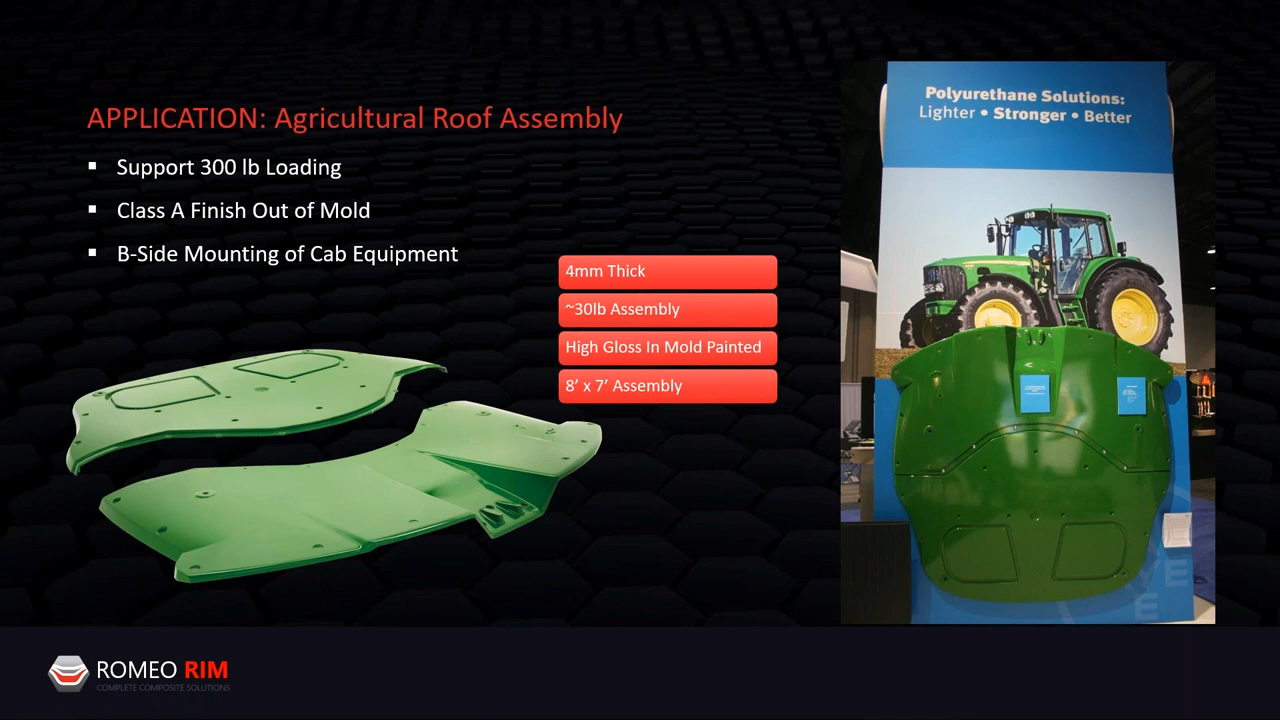 APPLICATION: Agricultural Roof Assembly
▪ Support 300 lb Loading
▪ Class A Finish Out of Mold
▪ B-Side Mounting of Cab Equipment
4mm Thick
~30lb Assembly
High Gloss In Mold Painted
8’ x 7’ Assembly
Polyurethane Solutions:
Lighter • Stronger • Better
ROMEO RIM
COMPLETE COMPOSITE SOLUTIONS